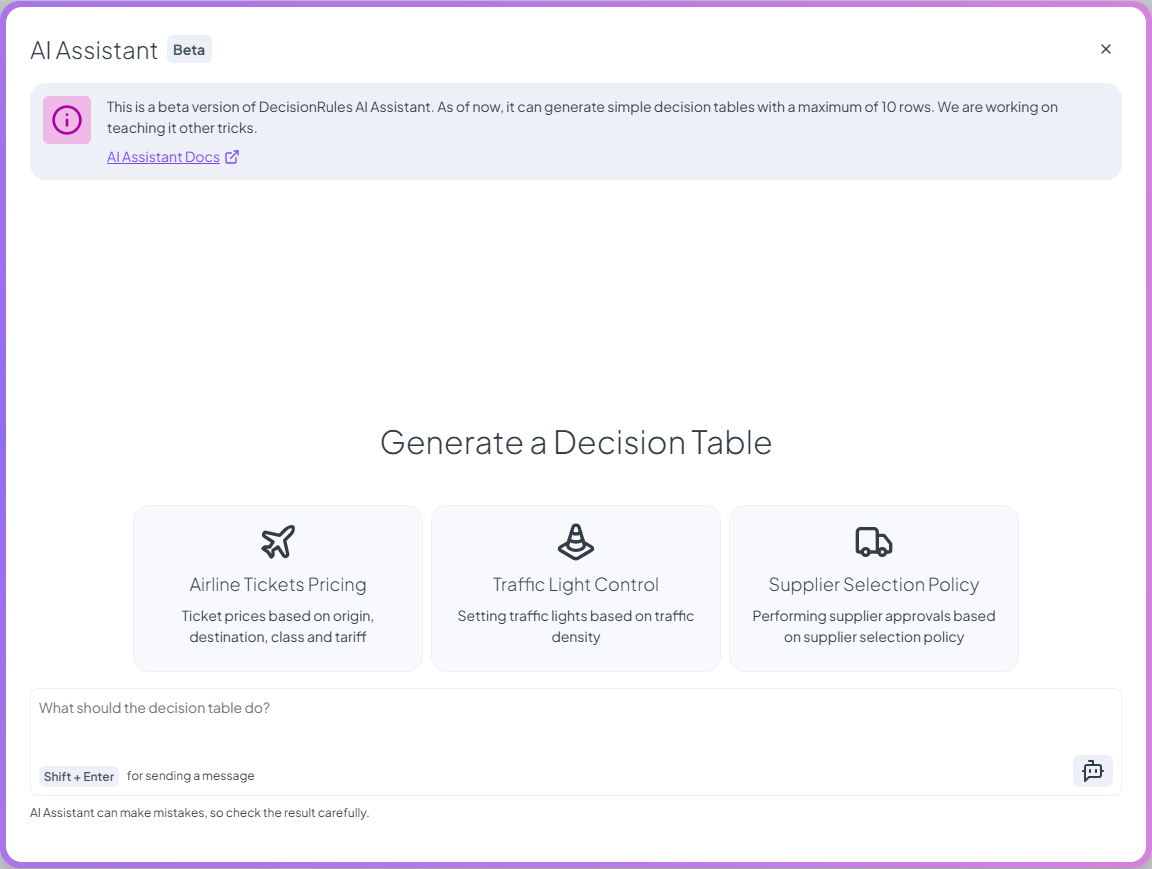 AI Assistant Beta
This is a beta version of DecisionRules AI Assistant. As of now, it can generate simple decision tables with a maximum of 10 rows. We are working on
teaching it other tricks.
AI Assistant Docs
Generate a Decision Table
Airline Tickets Pricing
Ticket prices based on origin,
destination, class and tariff
Traffic Light Control
Setting traffic lights based on traffic
density
Supplier Selection Policy
Performing supplier approvals based
on supplier selection policy
What should the decision table do?
Shift + Enter for sending a message
AI Assistant can make mistakes, so check the result carefully.